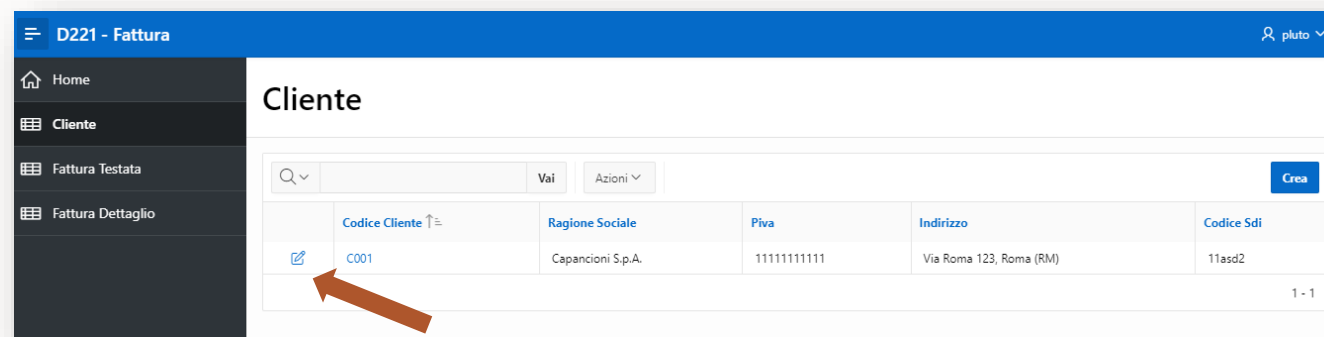 D221 - Fattura
pluto
Home
Cliente
Fattura Testata
Fattura Dettaglio
Cliente
Vai Azioni Crea
Codice Cliente Ragione Sociale Piva Indirizzo Codice Sdi
C001 Capancioni S.p.A. 11111111111 Via Roma 123, Roma (RM) 11asd2
1 - 1